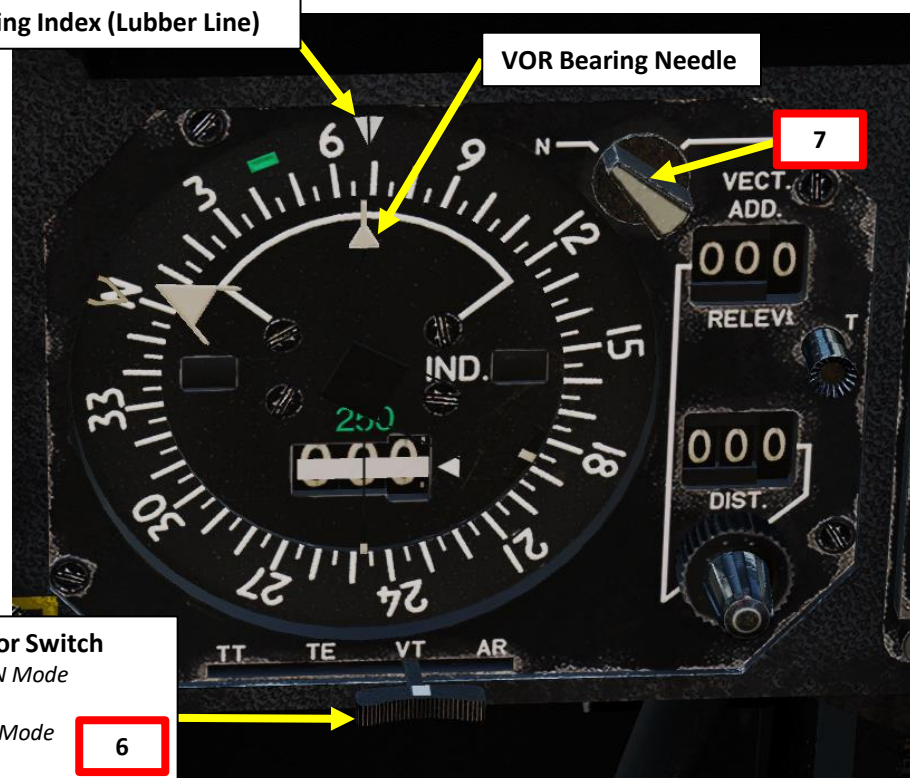 ing Index (Lubber Line)
VOR Bearing Needle
7
N
VECT.
ADD.
000
RELEVt
T
000
DIST.
N
3
6
9
12
15
18
21
24
27
30
33
IND.
250
000
TT TE VT AR
or Switch
N Mode
Mode
6